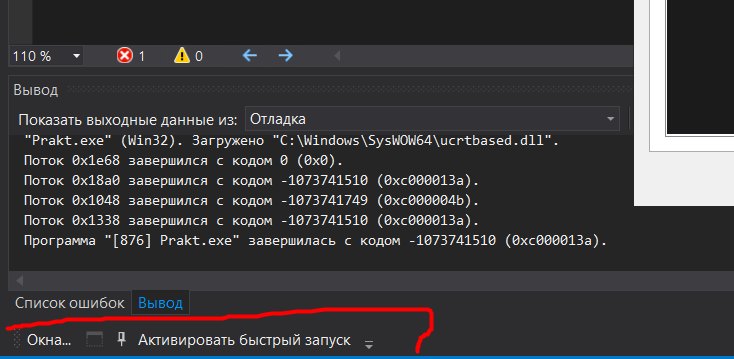 110 %
1
0
Вывод
Показать выходные данные из: Отладка
"Prakt.exe" (Win32). Загружено "C:\Windows\SysWOW64\ucrtbased.dll".
Поток 0x1e68 завершился с кодом 0 (0x0).
Поток 0x18a0 завершился с кодом -1073741510 (0xc000013a).
Поток 0x1048 завершился с кодом -1073741749 (0xc000004b).
Поток 0x1338 завершился с кодом -1073741510 (0xc000013a).
Программа "[876] Prakt.exe" завершилась с кодом -1073741510 (0xc000013a).
Список ошибок Вывод
Окна... Активировать быстрый запуск